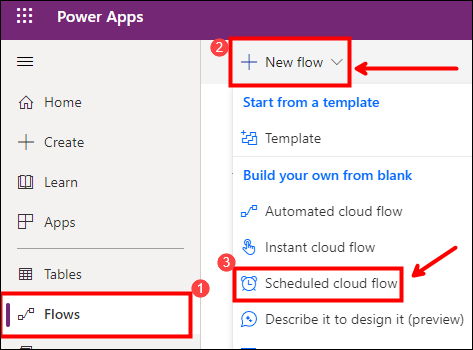 Power Apps
2
New flow
Home
Start from a template
Create
Template
Learn
Build your own from blank
Apps
Automated cloud flow
Instant cloud flow
3
Tables
Scheduled cloud flow
1
Flows
Describe it to design it (preview)